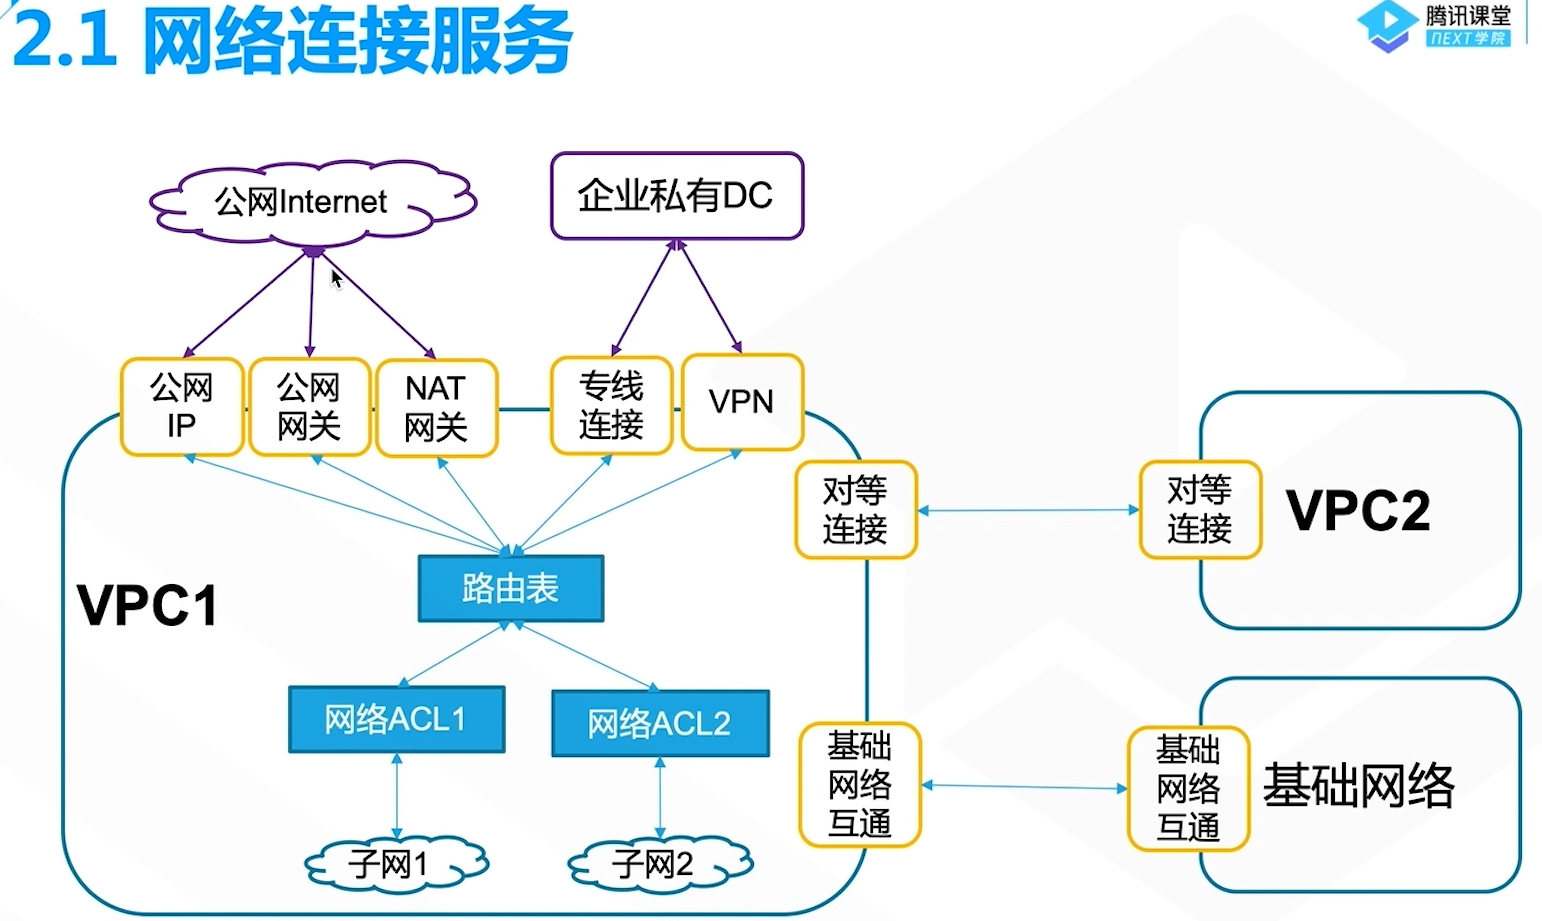 2.1 网络连接服务
腾讯课堂
NEXT学院
公网Internet
企业私有DC
公网
IP
公网
网关
NAT
网关
专线
连接
VPN
对等
连接
对等
连接
VPC2
路由表
VPC1
网络ACL1
网络ACL2
基础
网络
互通
基础
网络
互通
基础网络
子网1
子网2